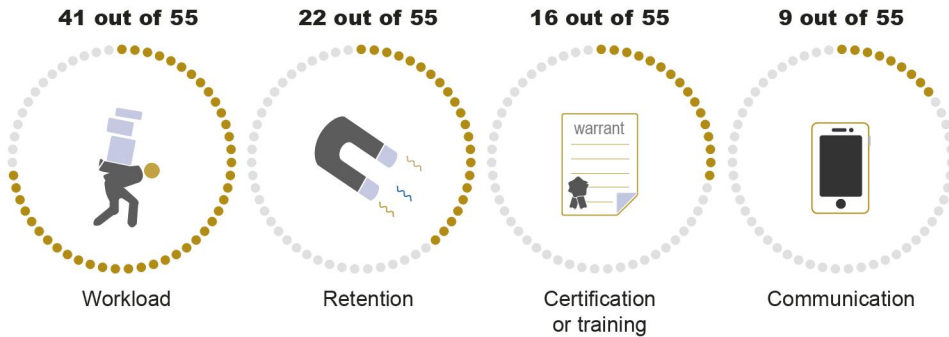 41 out of 55
22 out of 55
16 out of 55
9 out of 55
warrant
Workload
Retention
Certification
or training
Communication